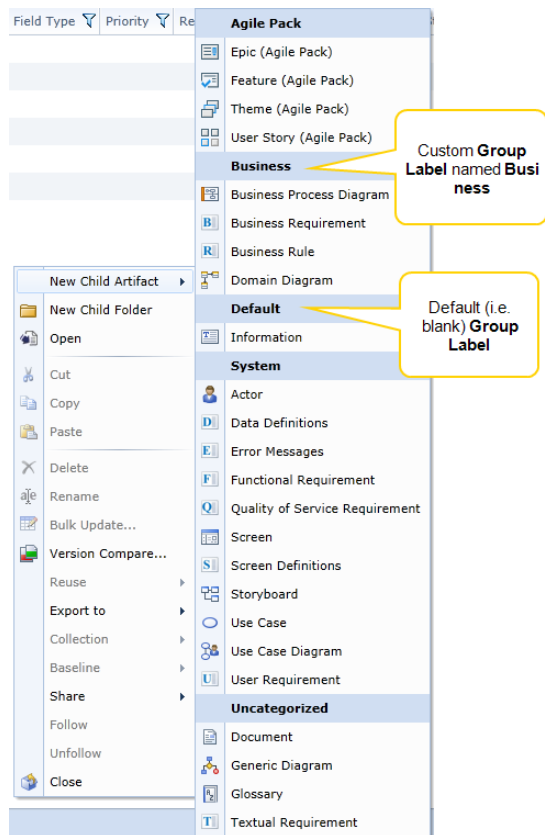 Field Type Priority Re
Agile Pack
Epic (Agile Pack)
Feature (Agile Pack)
Theme (Agile Pack)
User Story (Agile Pack)
Business
Business Process Diagram
Business Requirement
Business Rule
Domain Diagram
Default
Information
System
Actor
Data Definitions
Error Messages
Functional Requirement
Quality of Service Requirement
Screen
Screen Definitions
Storyboard
Use Case
Use Case Diagram
User Requirement
Uncategorized
Document
Generic Diagram
Glossary
Textual Requirement
Custom Group
Label named Busi
ness
Default (i.e.
blank) Group
Label
New Child Artifact
New Child Folder
Open
Cut
Copy
Paste
Delete
Rename
Bulk Update...
Version Compare...
Reuse
Export to
Collection
Baseline
Share
Follow
Unfollow
Close